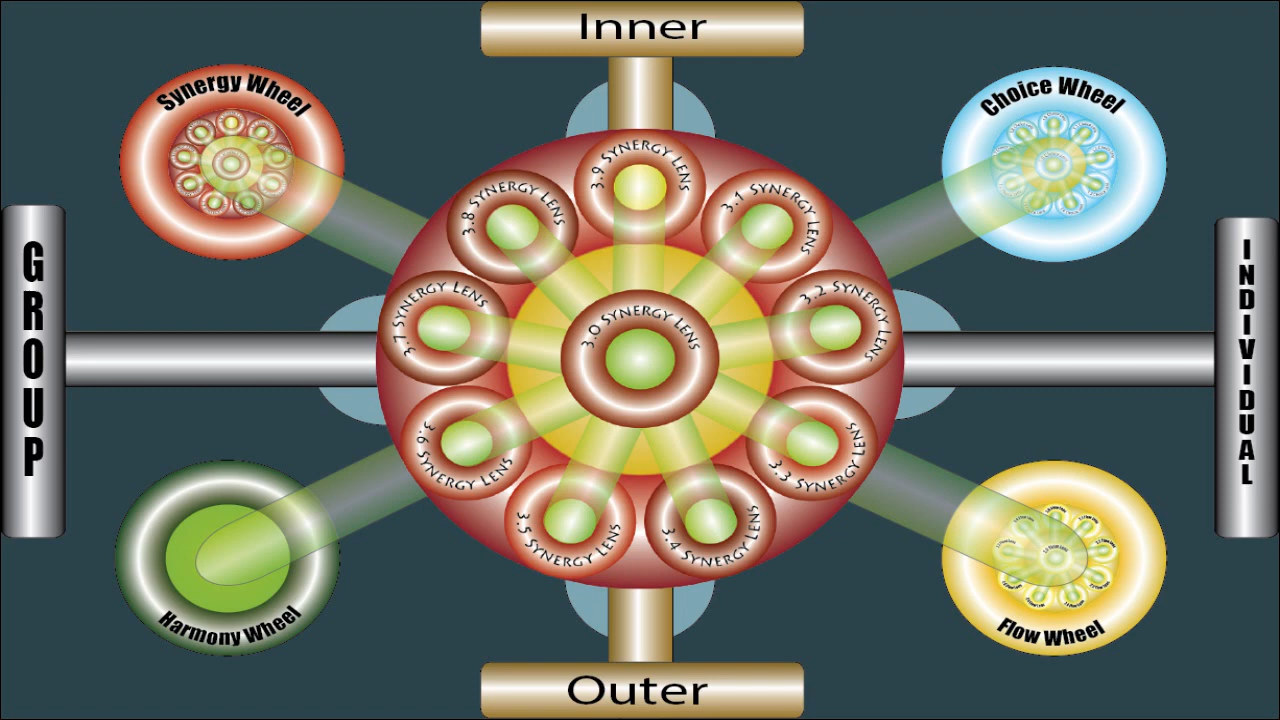 Inner
Synergy Wheel
Choice Wheel
3.9 SYNERGY LENS
3.8 SYNERGY LENS
3.1 SYNERGY LENS
GROUP
INDIVIDUAL
3.7 SYNERGY LENS
3.2 SYNERGY LENS
3.0 SYNERGY LENS
3.6 SYNERGY LENS
3.3 SYNERGY LENS
3.5 SYNERGY LENS
3.4 SYNERGY LENS
Harmony Wheel
Flow Wheel
Outer